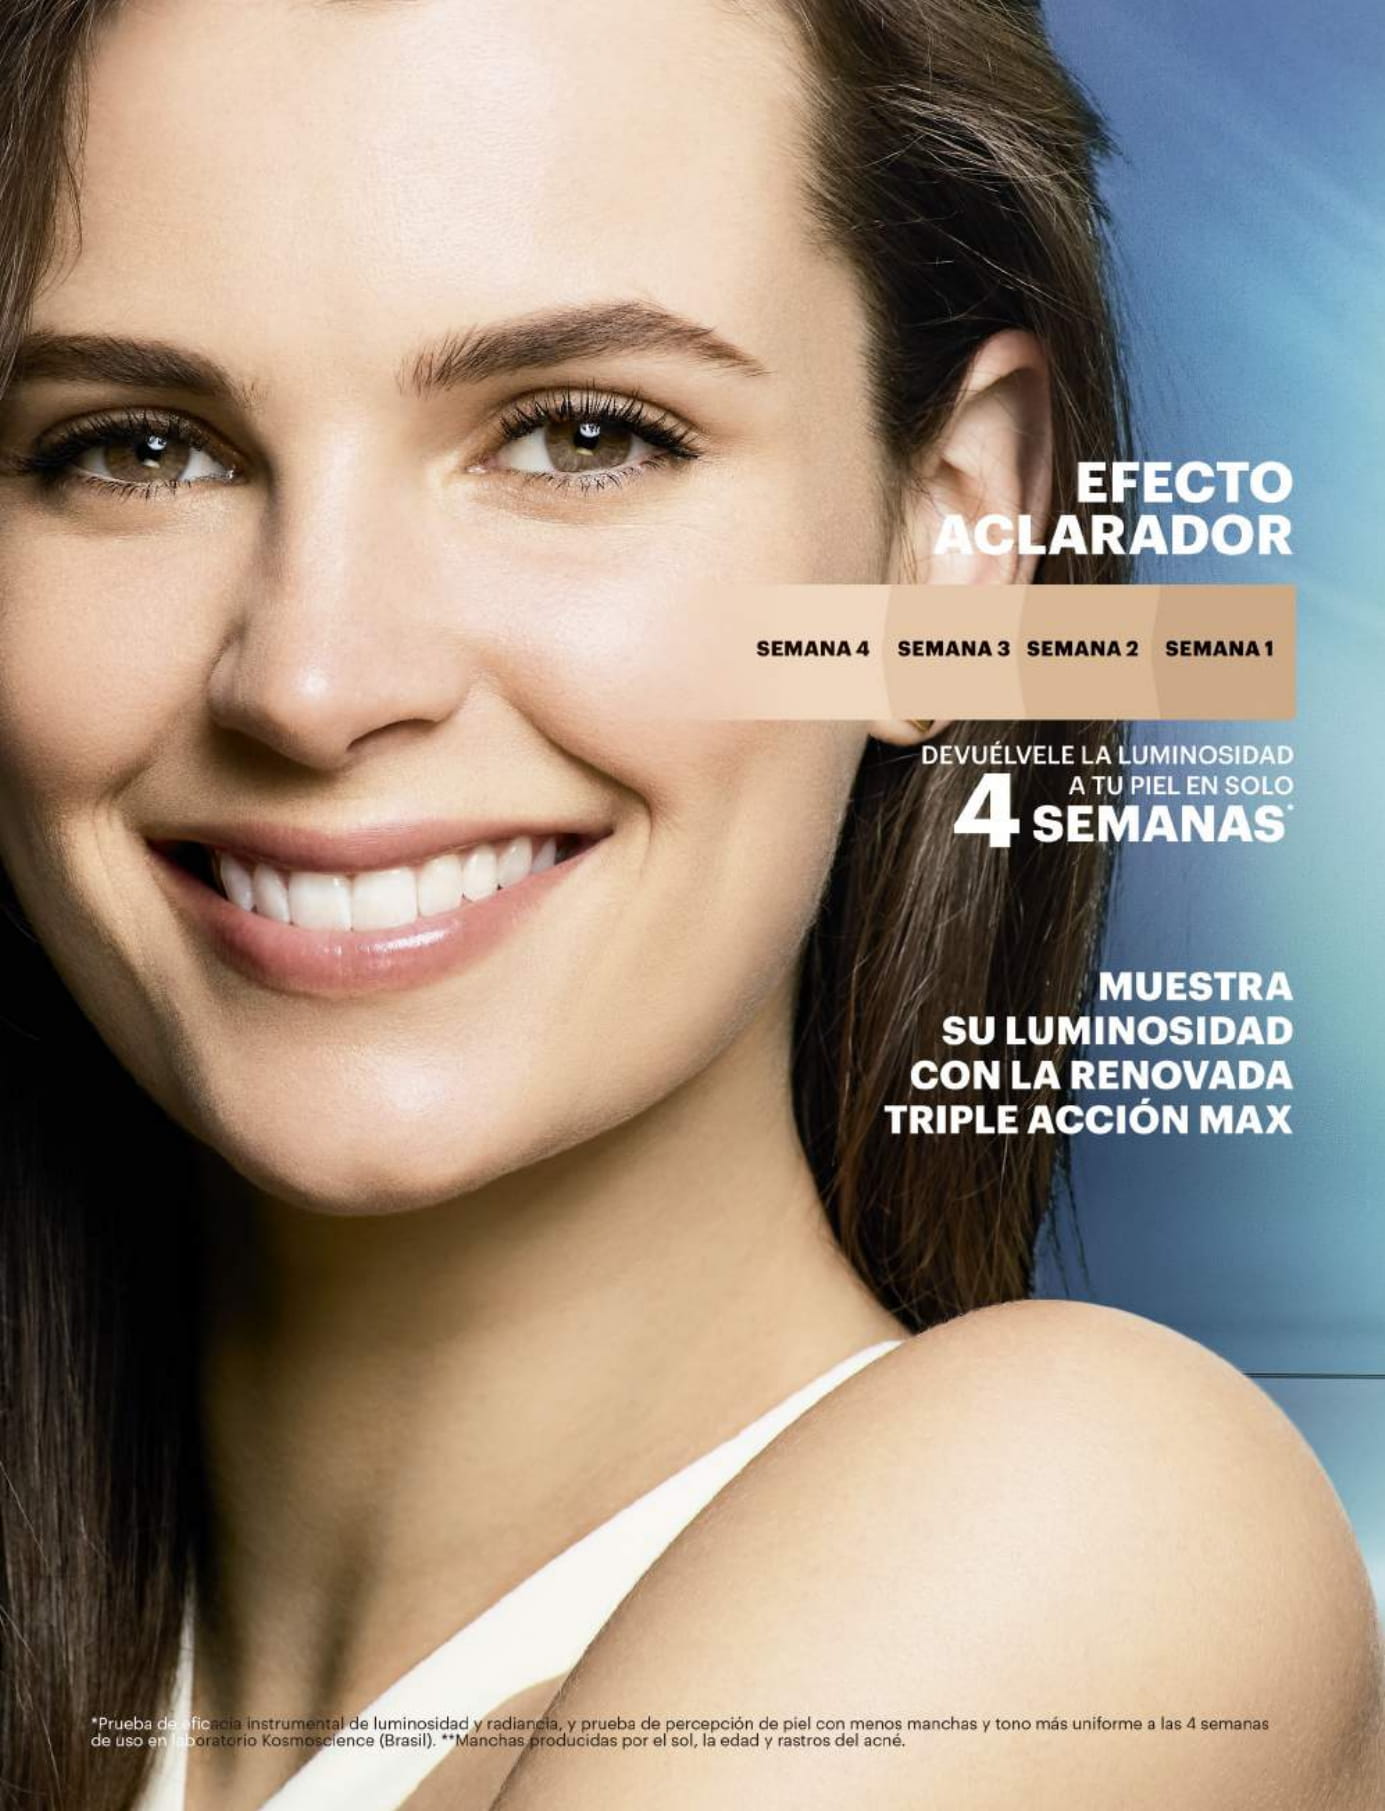 EFECTO
ACLARADOR
SEMANA 4 SEMANA 3 SEMANA 2 SEMANA 1
DEVUÉLVELE LA LUMINOSIDAD
A TU PIEL EN SOLO
4 SEMANAS*
MUESTRA
SU LUMINOSIDAD
CON LA RENOVADA
TRIPLE ACCIÓN MAX
*Prueba de eficacia instrumental de luminosidad y radiancia, y prueba de percepción de piel con menos manchas y tono más uniforme a las 4 semanas
de uso en laboratorio Kosmoscience (Brasil). **Manchas producidas por el sol, la edad y rastros del acné.